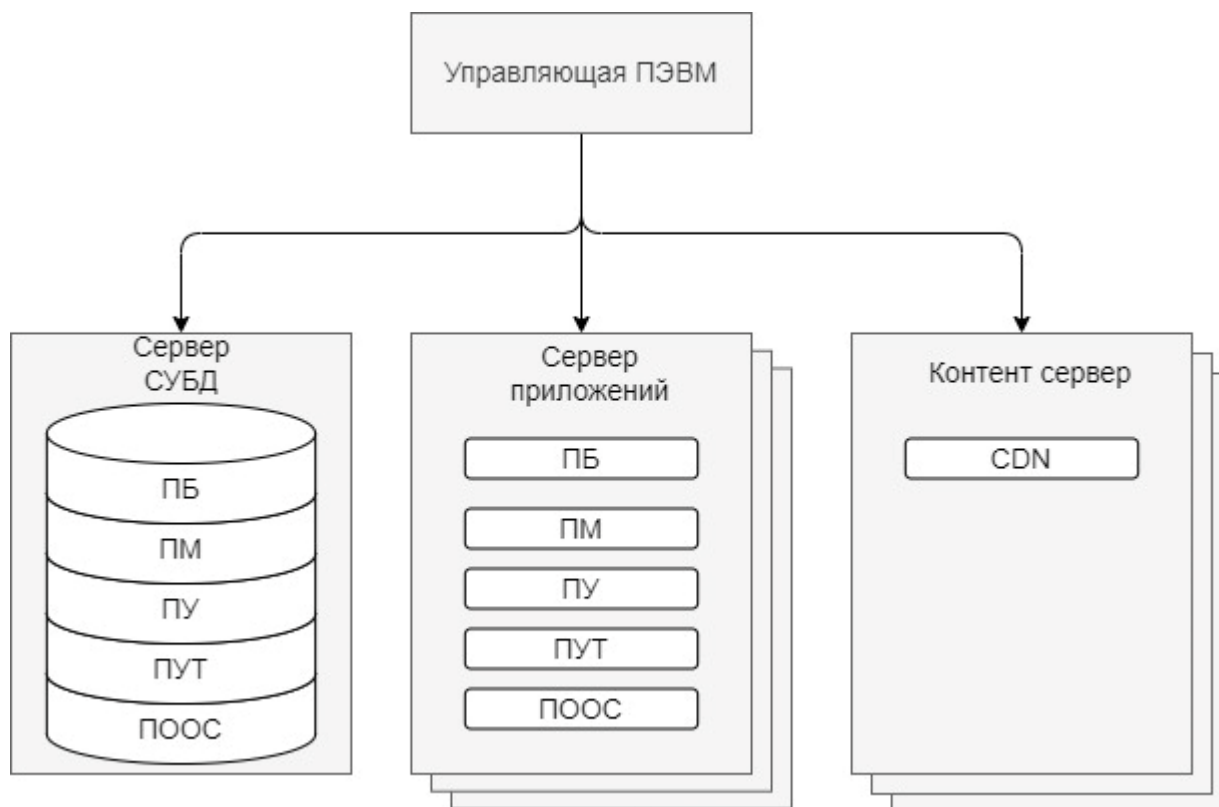 Управляющая ПЭВМ
Сервер
СУБД
ПБ
ПМ
ПУ
ПУТ
ПООС
Сервер
приложений
ПБ
ПМ
ПУ
ПУТ
ПООС
Контент сервер
CDN